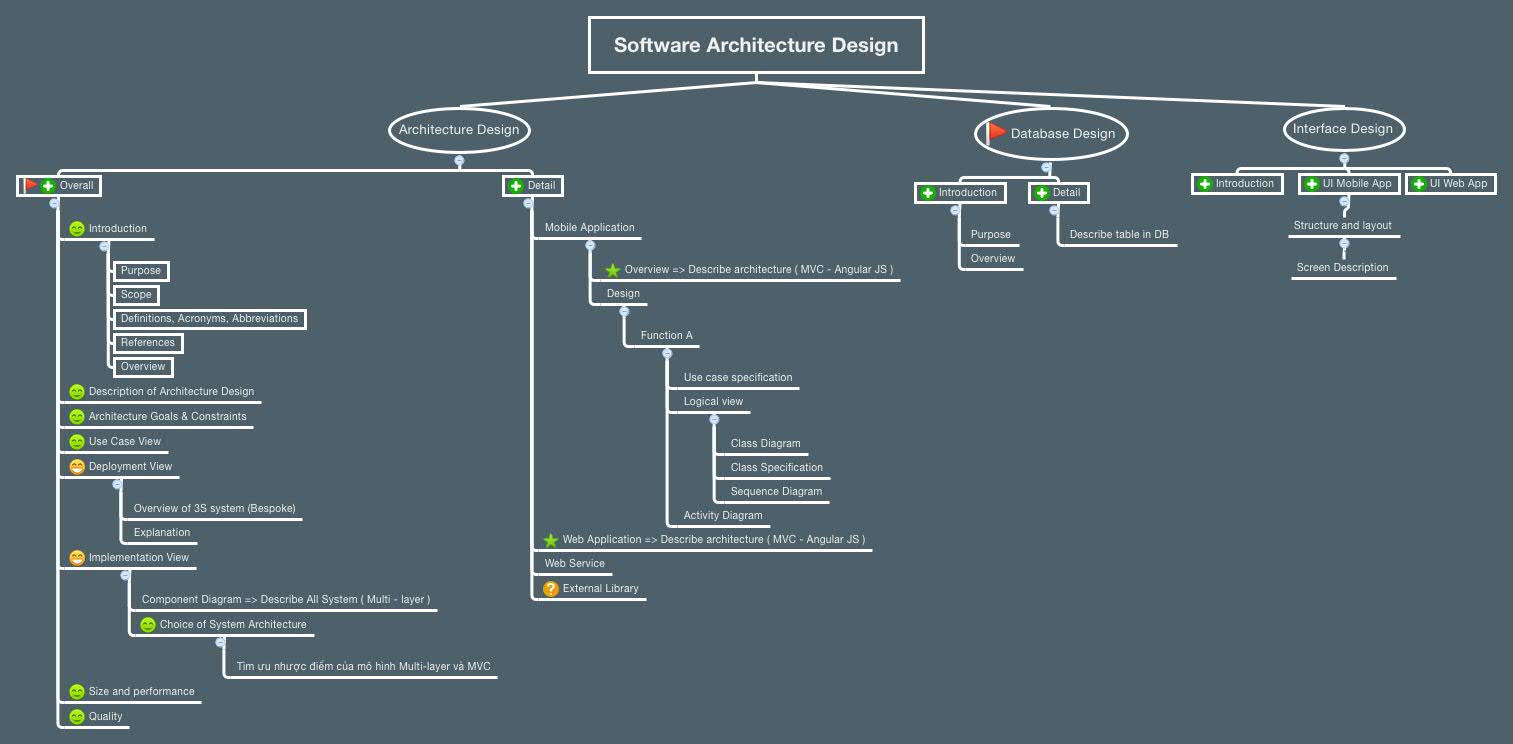 Software Architecture Design
Architecture Design
Overall
Introduction
Purpose
Scope
Definitions, Acronyms, Abbreviations
References
Overview
Description of Architecture Design
Architecture Goals & Constraints
Use Case View
Deployment View
Overview of 3S system (Bespoke)
Explanation
Implementation View
Component Diagram => Describe All System ( Multi - layer )
Choice of System Architecture
Tìm ưu nhược điểm của mô hình Multi-layer và MVC
Size and performance
Quality
Detail
Mobile Application
Overview => Describe architecture ( MVC - Angular JS )
Design
Function A
Use case specification
Logical view
Class Diagram
Class Specification
Sequence Diagram
Activity Diagram
Web Application => Describe architecture ( MVC - Angular JS )
Web Service
External Library
Database Design
Introduction
Purpose
Overview
Detail
Describe table in DB
Interface Design
Introduction
UI Mobile App
Structure and layout
Screen Description
UI Web App